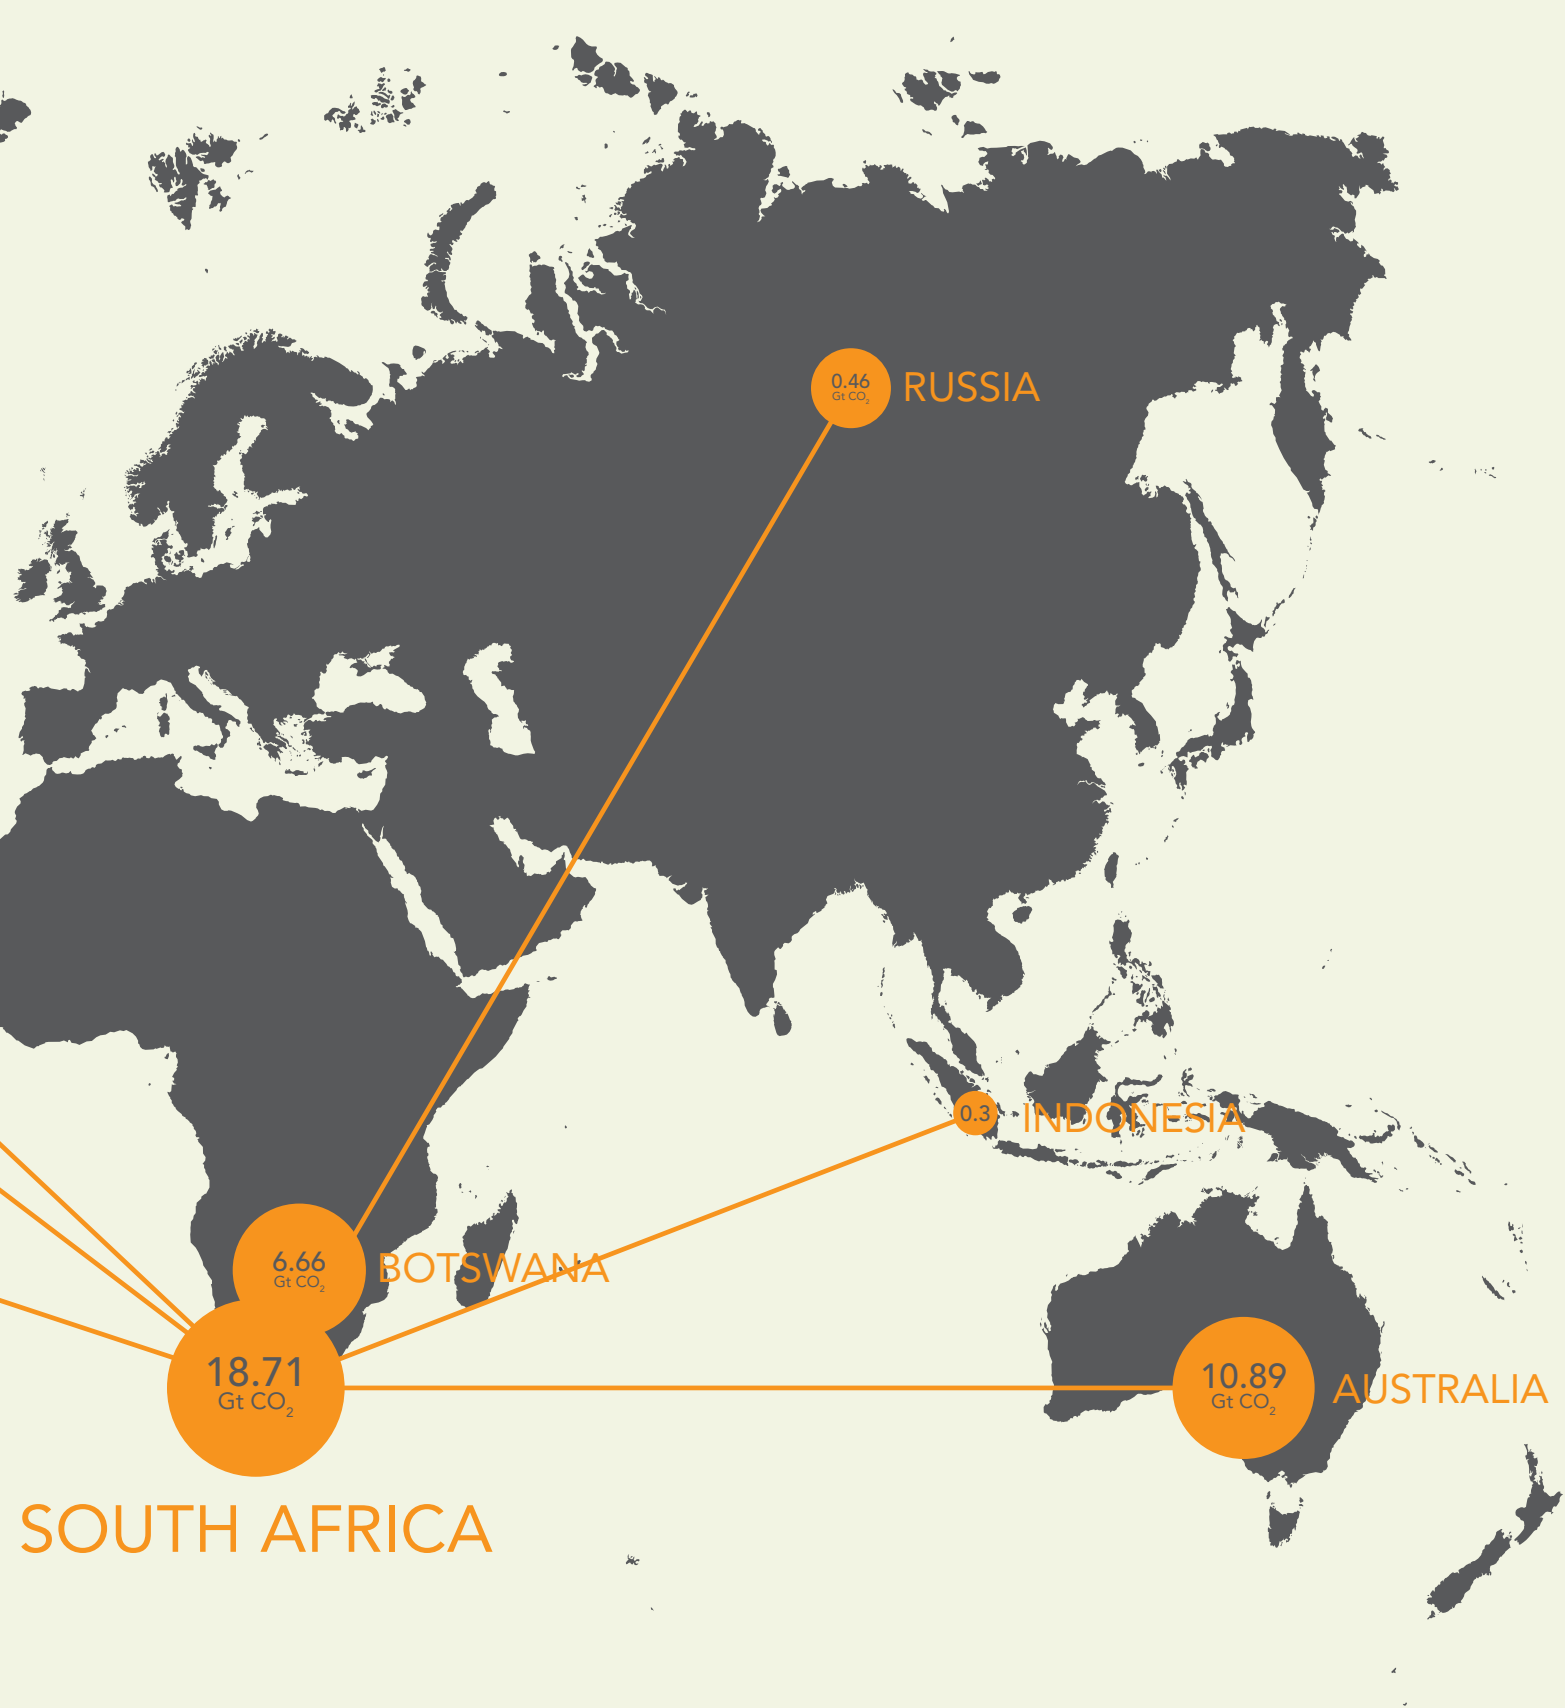 0.46
Gt CO₂
RUSSIA
0.3
INDONESIA
6.66
Gt CO₂
BOTSWANA
18.71
Gt CO₂
10.89
Gt CO₂
AUSTRALIA
SOUTH AFRICA